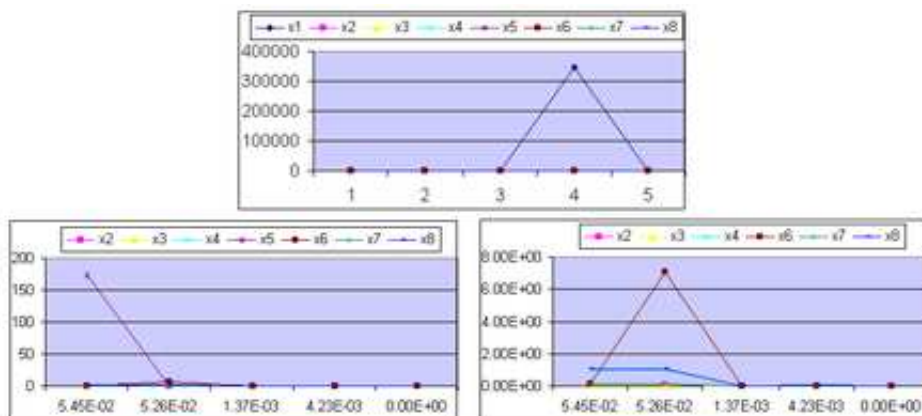 x1 x2 x3 x4 x5 x6 x7 x8
400000
300000
200000
100000
0
1 2 3 4 5
x2 x3 x4 x5 x6 x7 x8
200
150
100
50
0
5.45E-02 5.26E-02 1.37E-03 4.23E-03 0.00E+00
x2 x3 x4 x6 x7 x8
8.00E+00
6.00E+00
4.00E+00
2.00E+00
0.00E+00
5.45E-02 5.26E-02 1.37E-03 4.23E-03 0.00E+00